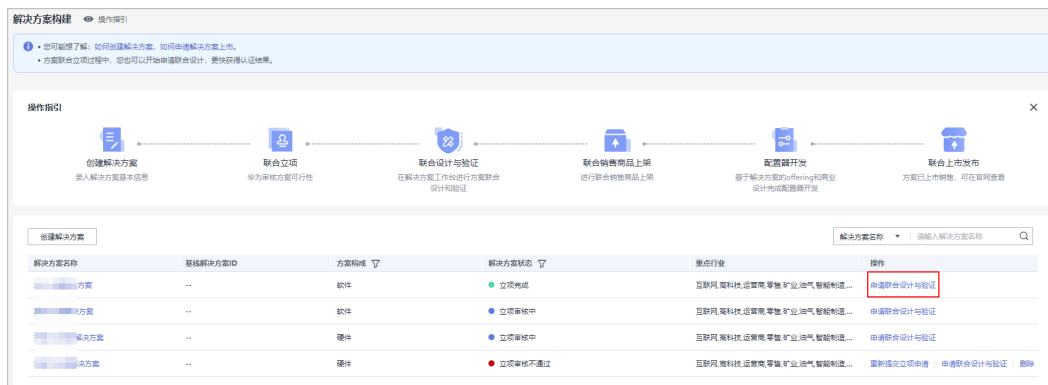 解决方案构建 操作指引
• 您可能想了解：如何创建解决方案，如何申请解决方案上市。
• 方案联合立项过程中，您也可以开始申请联合设计，更快获得认证结果。
操作指引
创建解决方案
录入解决方案基本信息
联合立项
华为审核方案可行性
联合设计与验证
在解决方案工作台进行方案联合
设计和验证
联合销售商品上架
进行联合销售商品上架
配置器开发
基于解决方案的offering和商业
设计完成配置器开发
联合上市发布
方案已上市销售，可在官网查看
创建解决方案 解决方案名称 请输入解决方案名称
解决方案名称 基线解决方案ID 方案构成 解决方案状态 重点行业 操作
方案 -- 软件 立项完成 互联网,高科技,运营商,零售,矿业,油气,智能制造,... 申请联合设计与验证
方案 -- 软件 立项审核中 互联网,高科技,运营商,零售,矿业,油气,智能制造,... 申请联合设计与验证
解决方案 -- 硬件 立项审核中 互联网,高科技,运营商,零售,矿业,油气,智能制造,... 申请联合设计与验证
决方案 -- 硬件 立项审核不通过 互联网,高科技,运营商,零售,矿业,油气,智能制造,... 重新提交立项申请 申请联合设计与验证 删除